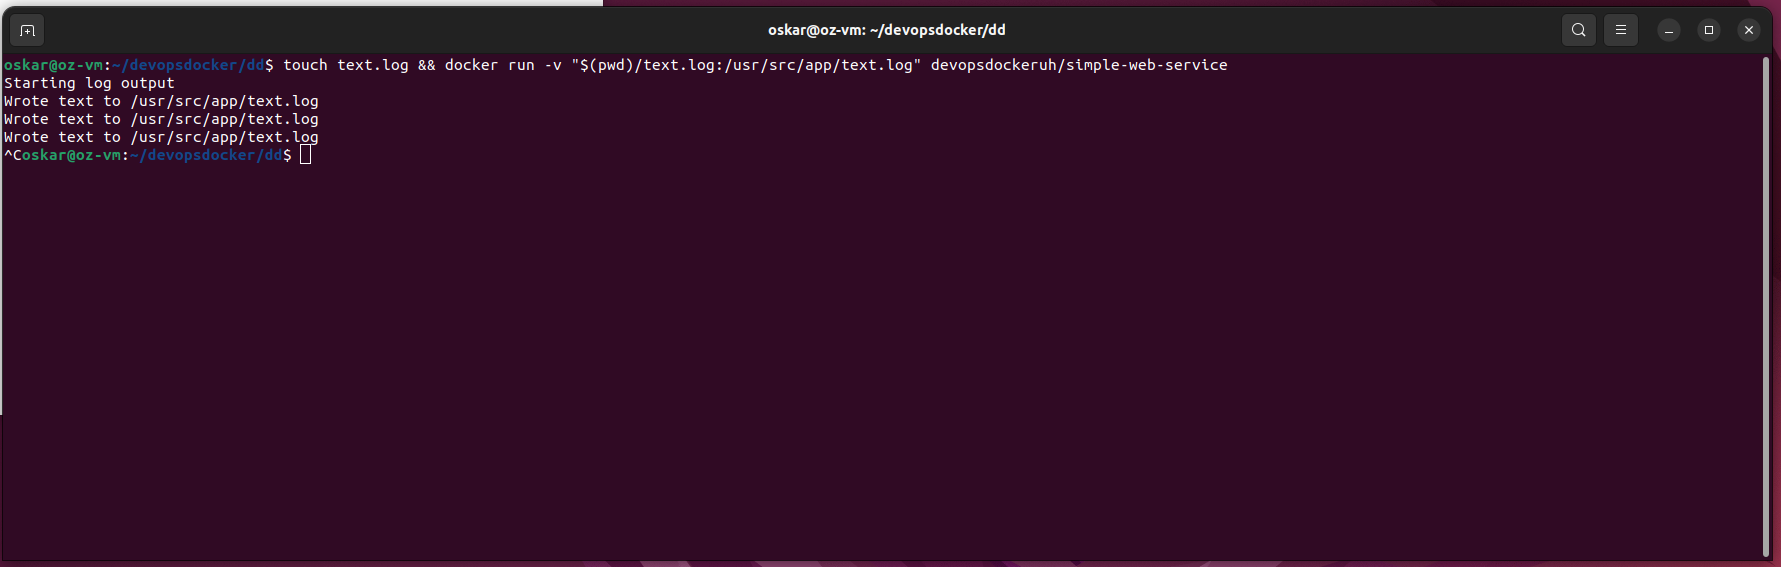 oskar@oz-vm: ~/devopsdocker/dd
oskar@oz-vm:~/devopsdocker/dd$ touch text.log && docker run -v "$(pwd)/text.log:/usr/src/app/text.log" devopsdockeruh/simple-web-service
Starting log output
Wrote text to /usr/src/app/text.log
Wrote text to /usr/src/app/text.log
Wrote text to /usr/src/app/text.log
^Coskar@oz-vm:~/devopsdocker/dd$